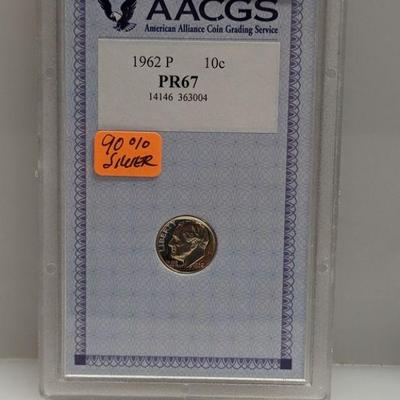 AACGS
American Alliance Coin Grading Service
1962 P 10c
PR67
14146 363004
90%
SILVER
LIBERTY